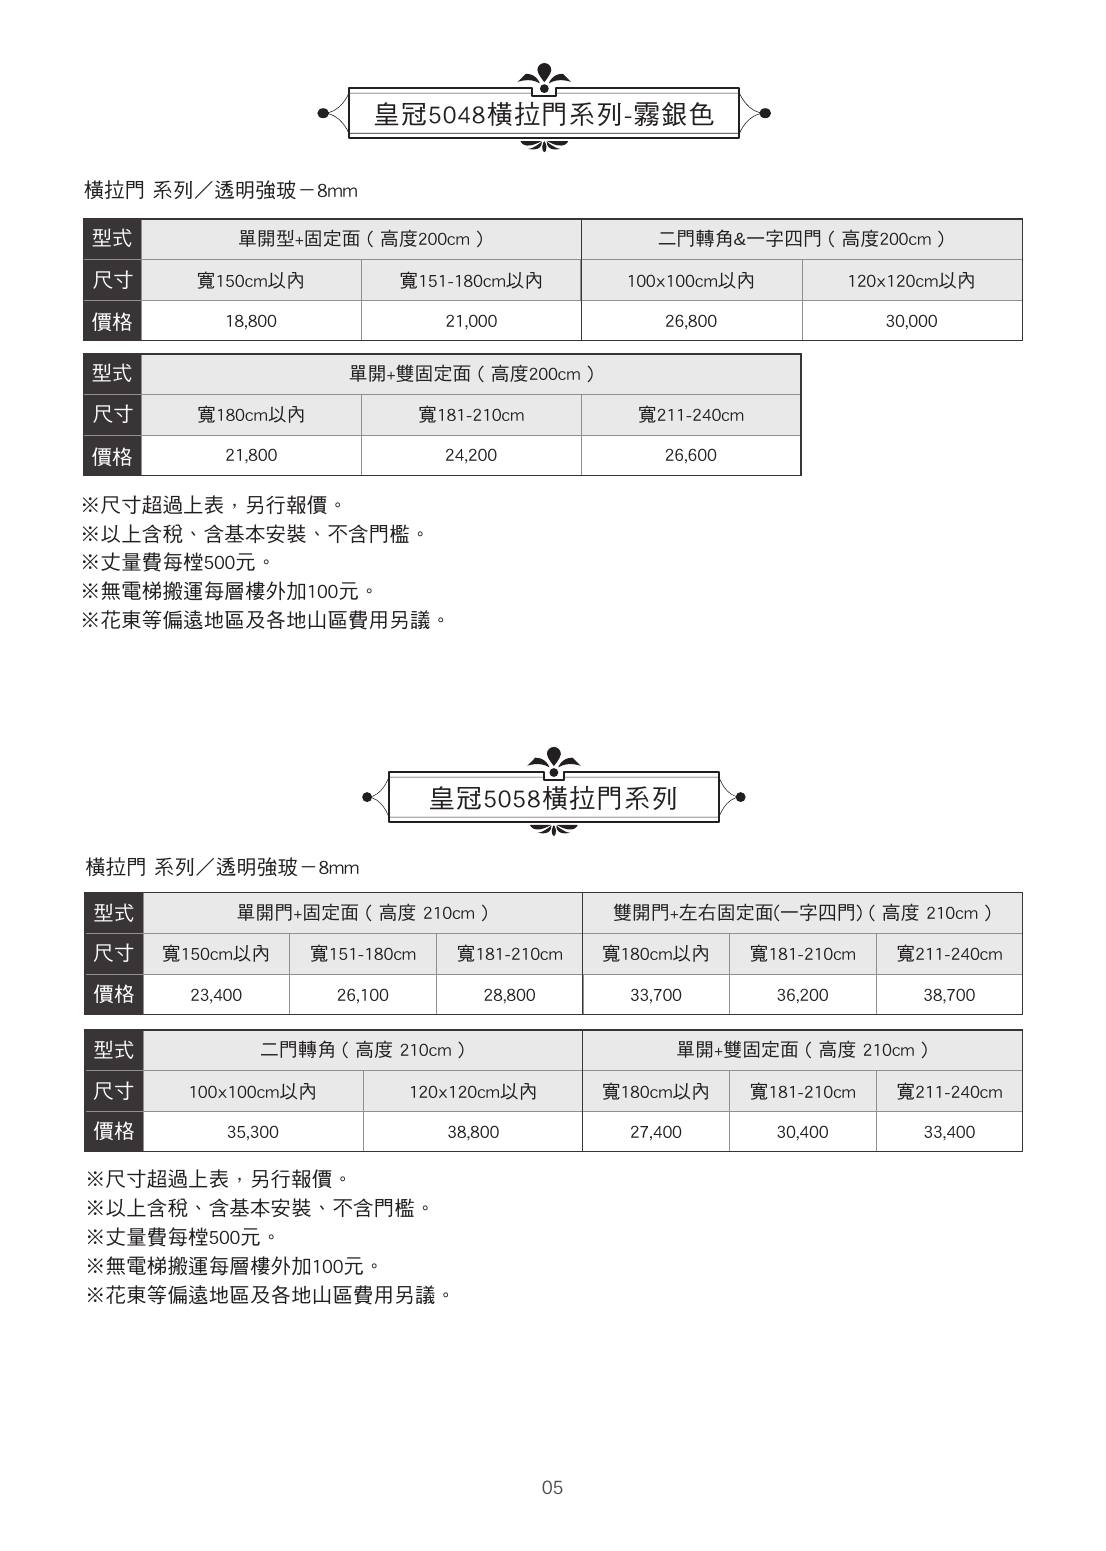 皇冠5048橫拉門系列-霧銀色
橫拉門 系列／透明強玻－8mm
型式 單開型+固定面（高度200cm） 二門轉角&一字四門（高度200cm）
尺寸 寬150cm以內 寬151-180cm以內 100x100cm以內 120x120cm以內
價格 18,800 21,000 26,800 30,000
型式 單開+雙固定面（高度200cm）
尺寸 寬180cm以內 寬181-210cm 寬211-240cm
價格 21,800 24,200 26,600
※尺寸超過上表，另行報價。
※以上含稅、含基本安裝、不含門檻。
※丈量費每樘500元。
※無電梯搬運每層樓外加100元。
※花東等偏遠地區及各地山區費用另議。
皇冠5058橫拉門系列
橫拉門 系列／透明強玻－8mm
型式 單開門+固定面（高度 210cm） 雙開門+左右固定面(一字四門)（高度 210cm）
尺寸 寬150cm以內 寬151-180cm 寬181-210cm 寬180cm以內 寬181-210cm 寬211-240cm
價格 23,400 26,100 28,800 33,700 36,200 38,700
型式 二門轉角（高度 210cm） 單開+雙固定面（高度 210cm）
尺寸 100x100cm以內 120x120cm以內 寬180cm以內 寬181-210cm 寬211-240cm
價格 35,300 38,800 27,400 30,400 33,400
※尺寸超過上表，另行報價。
※以上含稅、含基本安裝、不含門檻。
※丈量費每樘500元。
※無電梯搬運每層樓外加100元。
※花東等偏遠地區及各地山區費用另議。
05